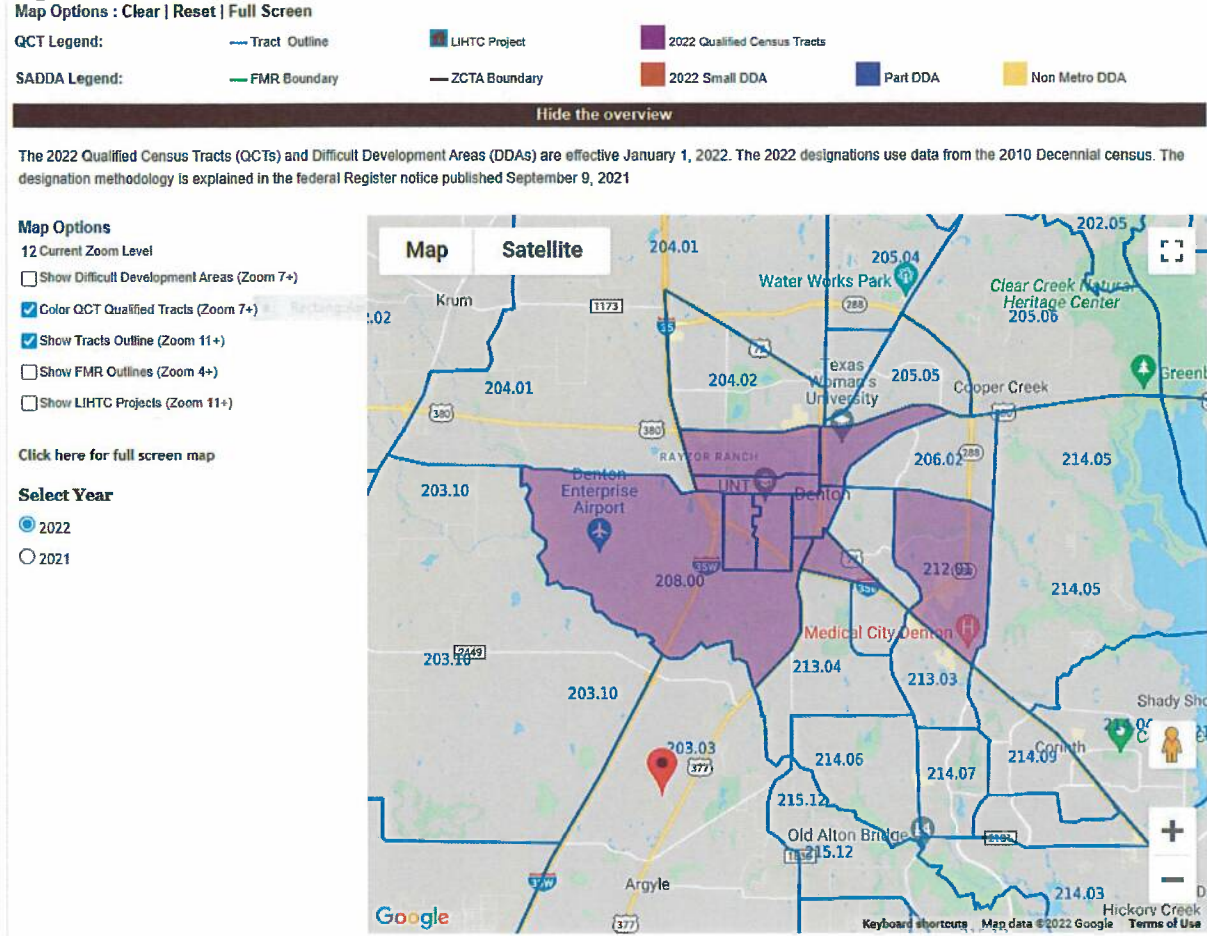 Map Options : Clear | Reset | Full Screen
QCT Legend: Tract Outline LIHTC Project 2022 Qualified Census Tracts
SADDA Legend: FMR Boundary ZCTA Boundary 2022 Small DDA Part DDA Non Metro DDA
Hide the overview
The 2022 Qualified Census Tracts (QCTs) and Difficult Development Areas (DDAs) are effective January 1, 2022. The 2022 designations use data from the 2010 Decennial census. The
designation methodology is explained in the federal Register notice published September 9, 2021
Map Options
12 Current Zoom Level
Show Difficult Development Areas (Zoom 7+)
Color QCT Qualified Tracts (Zoom 7+)
Show Tracts Outline (Zoom 11+)
Show FMR Outlines (Zoom 4+)
Show LIHTC Projects (Zoom 11+)
Click here for full screen map
Select Year
2022
2021
Map Satellite
204.01
202.05
205.04
Water Works Park
Clear Creek Natural
Heritage Center
205.06
Krum
1173
288
.02
35
77
Texas
Woman's
University
204.01
204.02
205.05
Cooper Creek
Greenb
380
380
380
RAYZOR RANCH
206.02
288
214.05
203.10
Denton
Enterprise
Airport
UNT
Denton
35W
77
208.00
212.01
35E
214.05
Medical City Denton
203.10
2449
213.04
213.03
203.10
Shady Sho
203.03
377
214.06
214.07
214.09
Corinth
215.12
Old Alton Bridge
2181
215.12
35W
Argyle
214.03
Hickory Creek
377
Google
Keyboard shortcuts Map data ©2022 Google Terms of Use